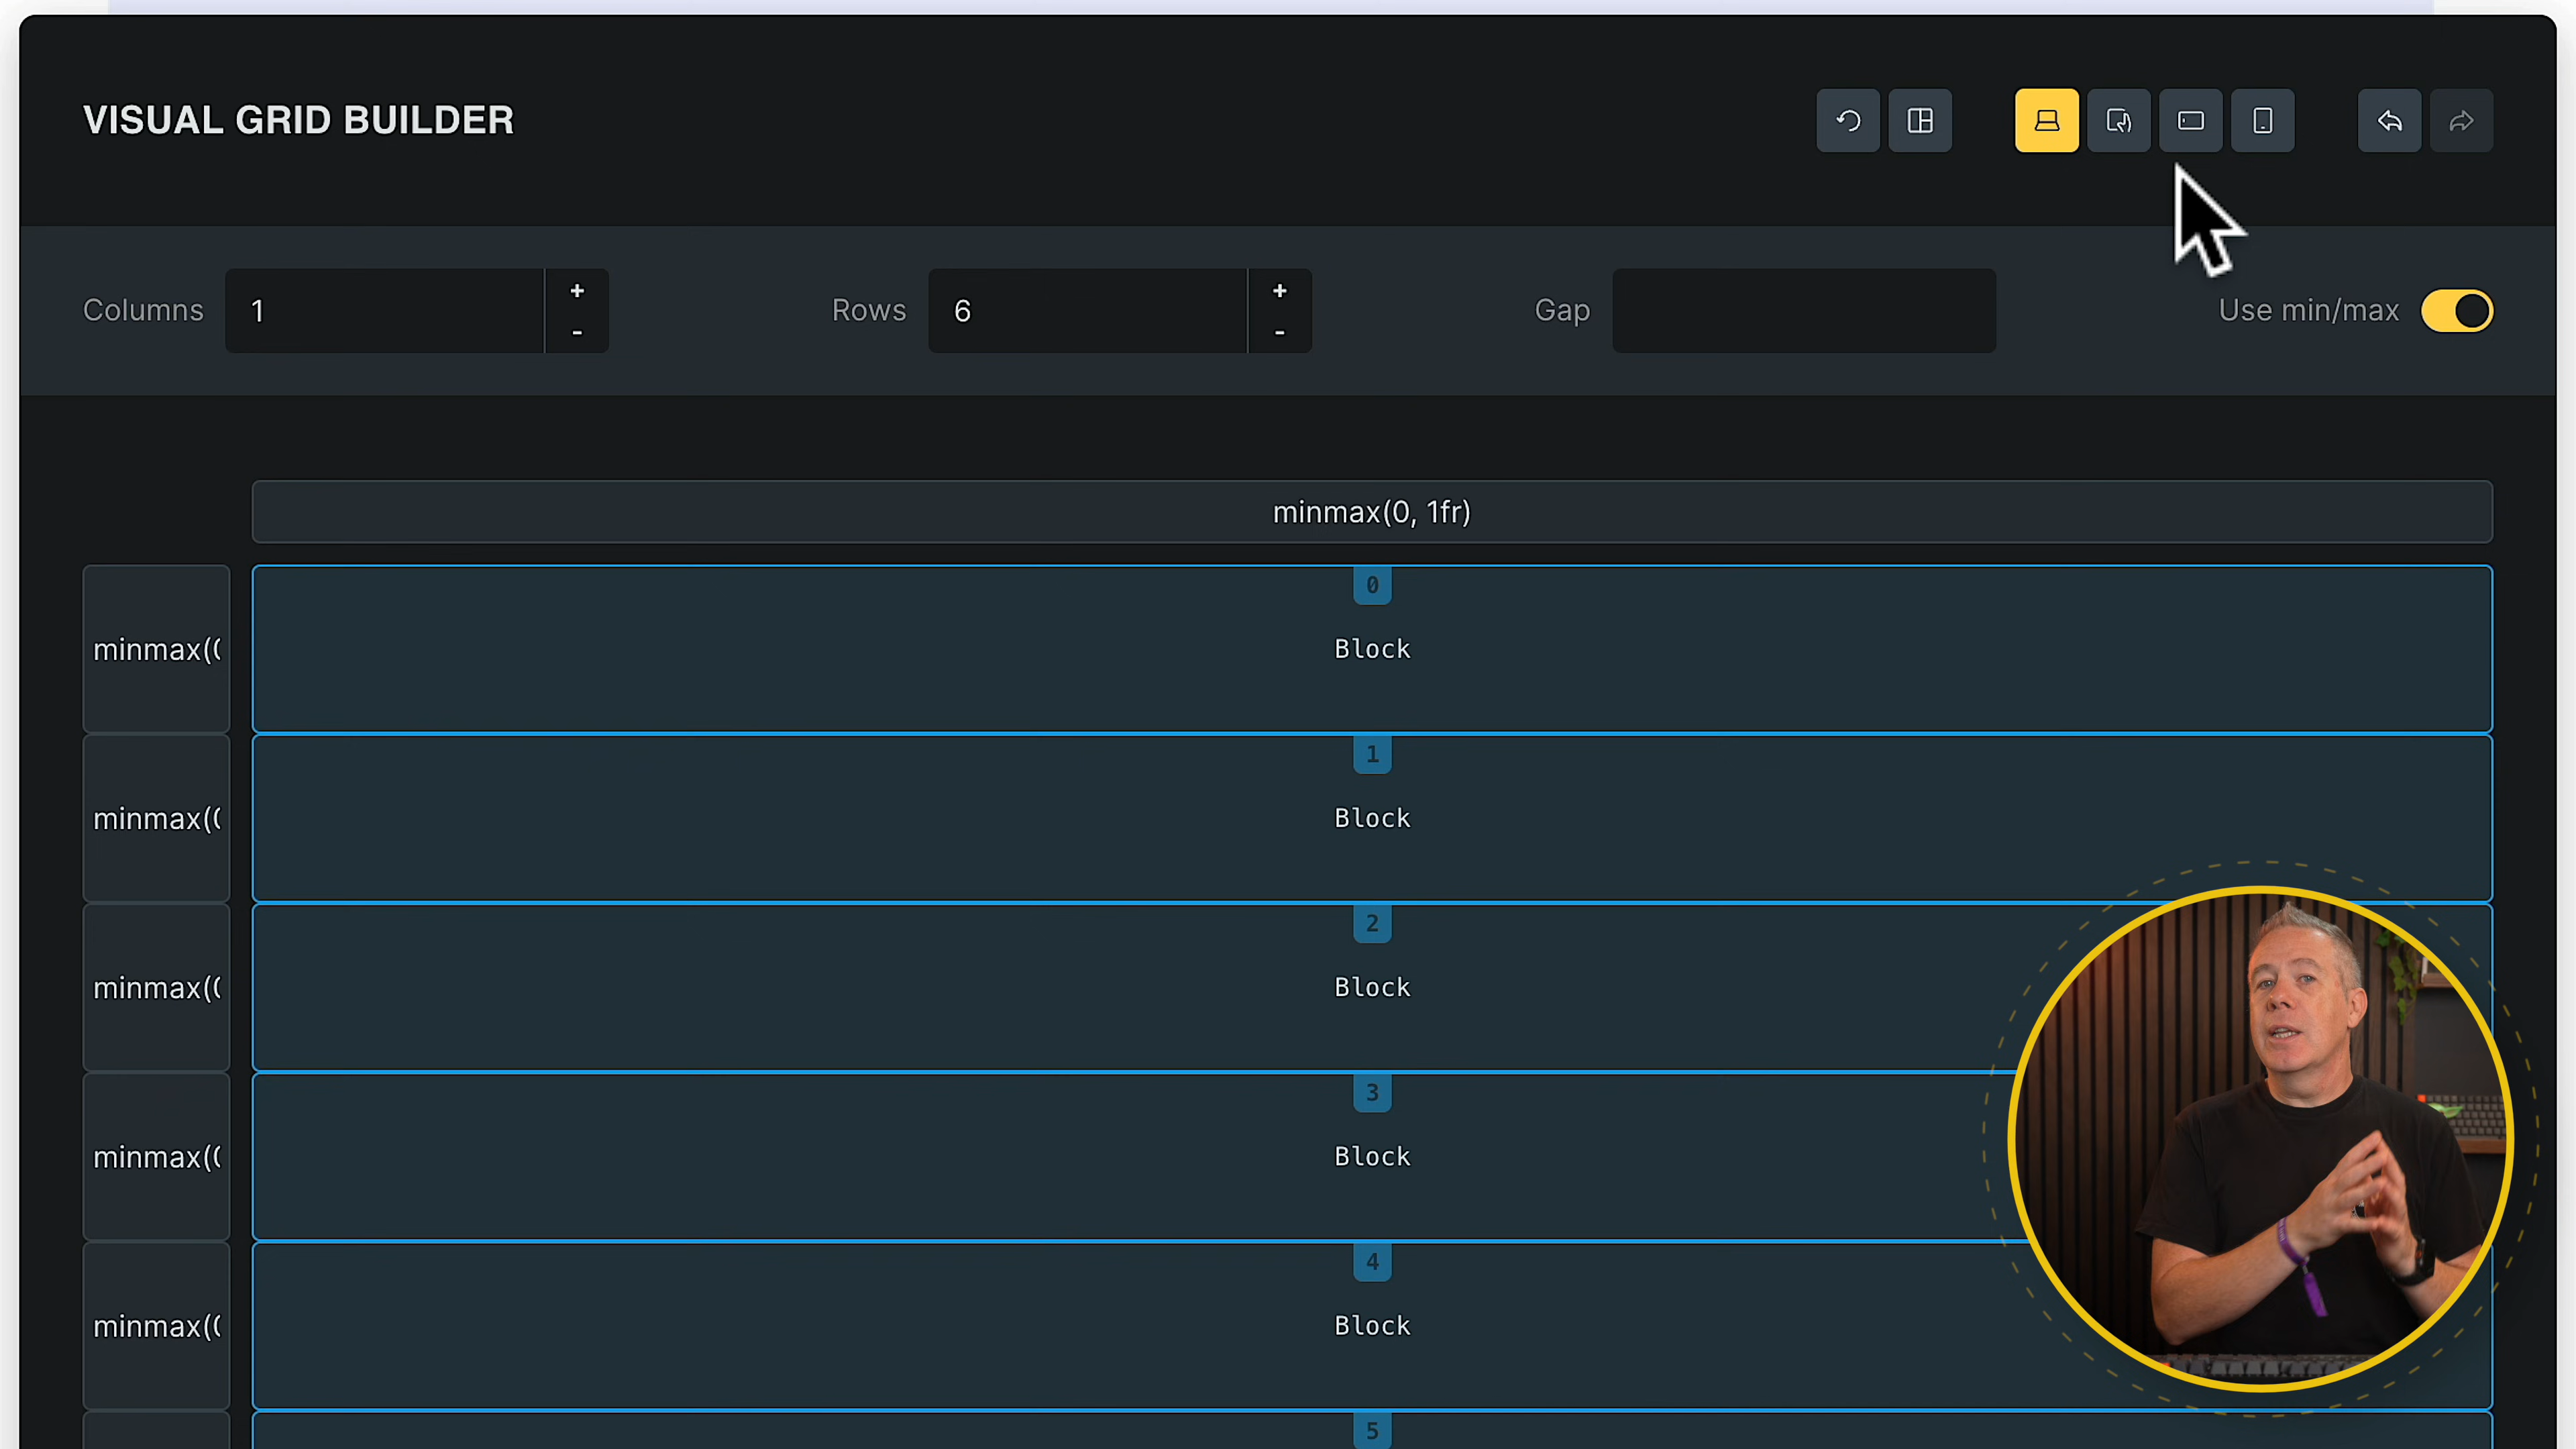 VISUAL GRID BUILDER
Columns 1 + - Rows 6 + - Gap Use min/max
minmax(0, 1fr)
0
minmax(( Block
1
minmax(( Block
2
minmax(( Block
3
minmax(( Block
4
minmax(( Block
5